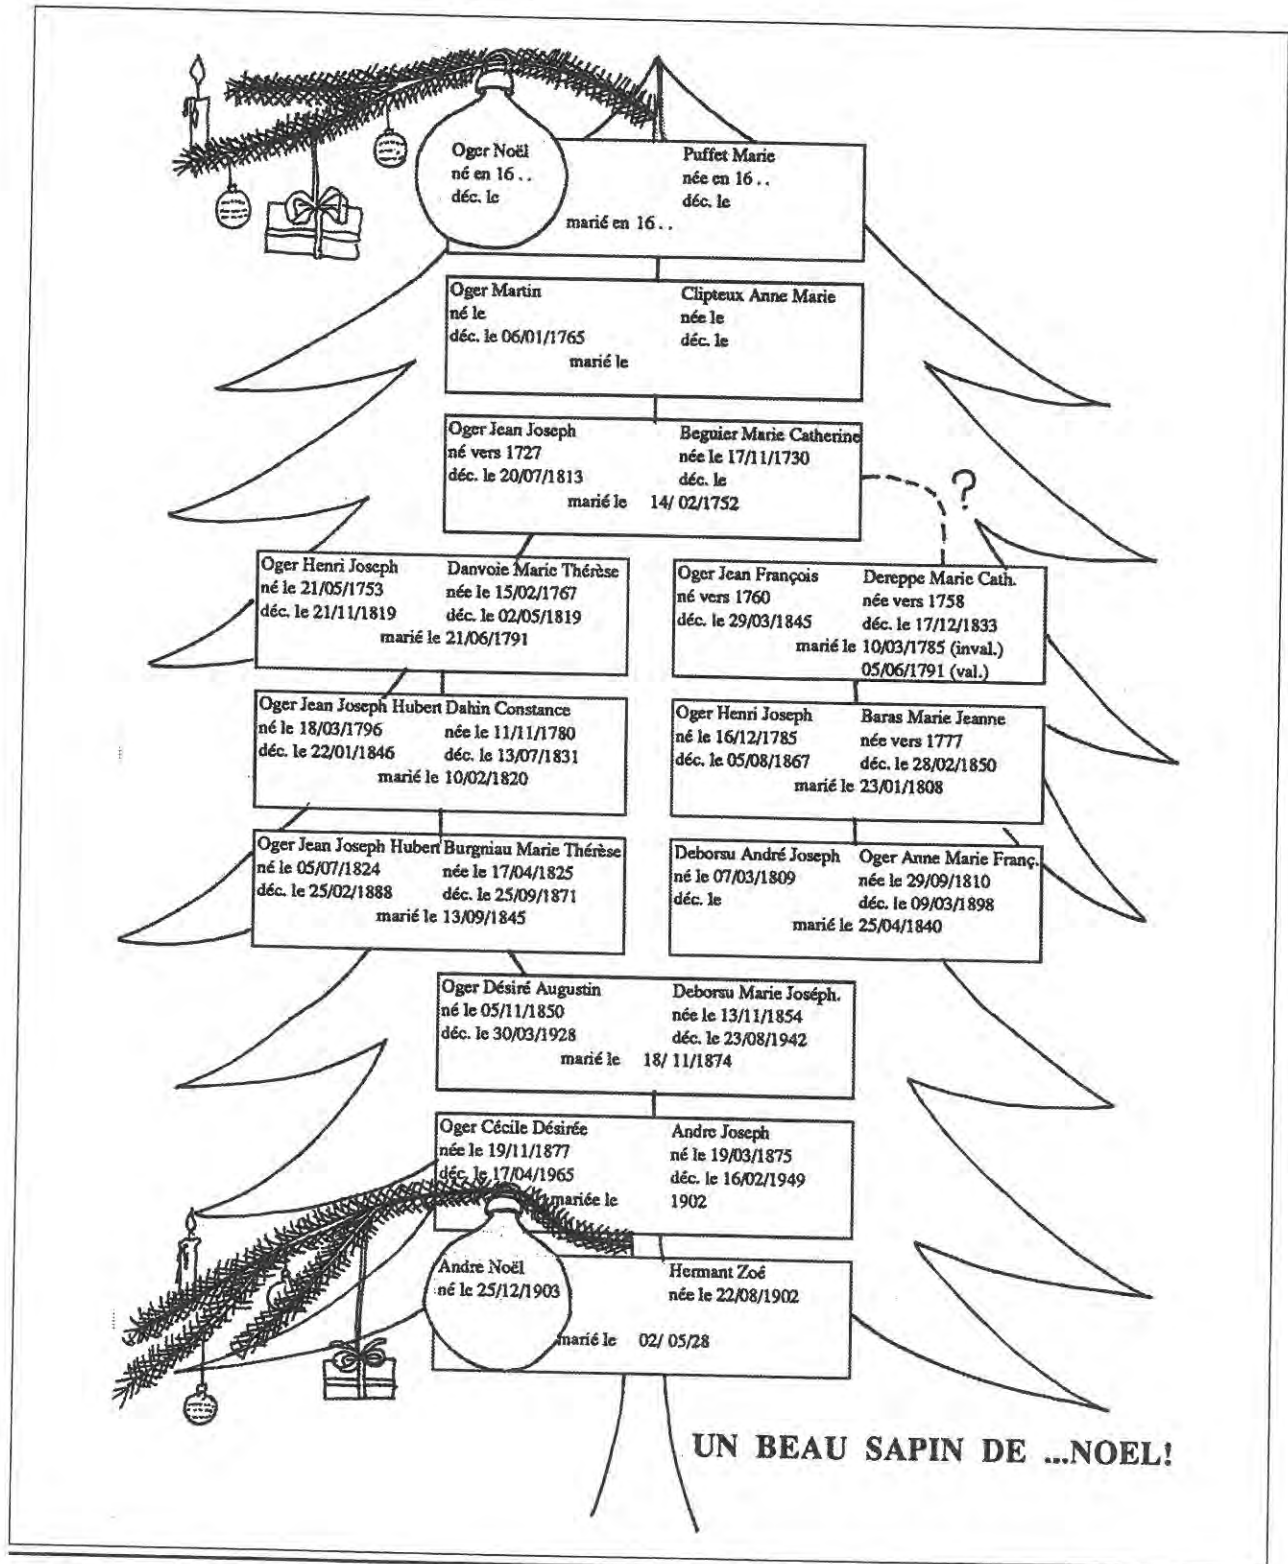 Oger Noël
né en 16 . .
déc. le
Puffet Marie
née en 16 . .
déc. le
marié en 16 . .
Oger Martin
né le
déc. le 06/01/1765
Clipteux Anne Marie
née le
déc. le
marié le
Oger Jean Joseph
né vers 1727
déc. le 20/07/1813
Beguier Marie Catherine
née le 17/11/1730
déc. le
marié le 14/ 02/1752
?
Oger Henri Joseph
né le 21/05/1753
déc. le 21/11/1819
Danvoie Marie Thérèse
née le 15/02/1767
déc. le 02/05/1819
marié le 21/06/1791
Oger Jean François
né vers 1760
déc. le 29/03/1845
Dereppe Marie Cath.
née vers 1758
déc. le 17/12/1833
marié le 10/03/1785 (inval.)
05/06/1791 (val.)
Oger Jean Joseph Hubert
né le 18/03/1796
déc. le 22/01/1846
Dahin Constance
née le 11/11/1780
déc. le 13/07/1831
marié le 10/02/1820
Oger Henri Joseph
né le 16/12/1785
déc. le 05/08/1867
Baras Marie Jeanne
née vers 1777
déc. le 28/02/1850
marié le 23/01/1808
Oger Jean Joseph Hubert
né le 05/07/1824
déc. le 25/02/1888
Burgniau Marie Thérèse
née le 17/04/1825
déc. le 25/09/1871
marié le 13/09/1845
Deborsu André Joseph
né le 07/03/1809
déc. le
Oger Anne Marie Franç.
née le 29/09/1810
déc. le 09/03/1898
marié le 25/04/1840
Oger Désiré Augustin
né le 05/11/1850
déc. le 30/03/1928
Deborsu Marie Joséph.
née le 13/11/1854
déc. le 23/08/1942
marié le 18/ 11/1874
Oger Cécile Désirée
née le 19/11/1877
déc. le 17/04/1965
Andre Joseph
né le 19/03/1875
déc. le 16/02/1949
mariée le 1902
Andre Noël
né le 25/12/1903
Hermant Zoé
née le 22/08/1902
marié le 02/ 05/28
UN BEAU SAPIN DE ...NOEL!